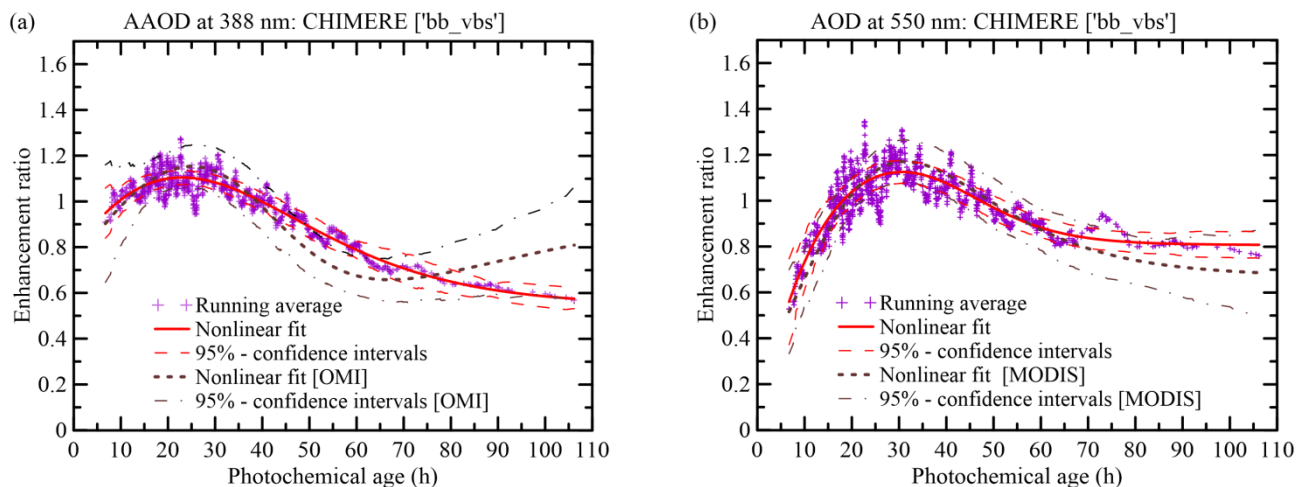 (a) AAOD at 388 nm: CHIMERE ['bb_vbs']
Enhancement ratio
1.6
1.4
1.2
1
0.8
0.6
0.4
0.2
0
Running average
Nonlinear fit
95% - confidence intervals
Nonlinear fit [OMI]
95% - confidence intervals [OMI]
0 10 20 30 40 50 60 70 80 90 100 110
Photochemical age (h)
(b) AOD at 550 nm: CHIMERE ['bb_vbs']
Enhancement ratio
1.6
1.4
1.2
1
0.8
0.6
0.4
0.2
0
Running average
Nonlinear fit
95% - confidence intervals
Nonlinear fit [MODIS]
95% - confidence intervals [MODIS]
0 10 20 30 40 50 60 70 80 90 100 110
Photochemical age (h)